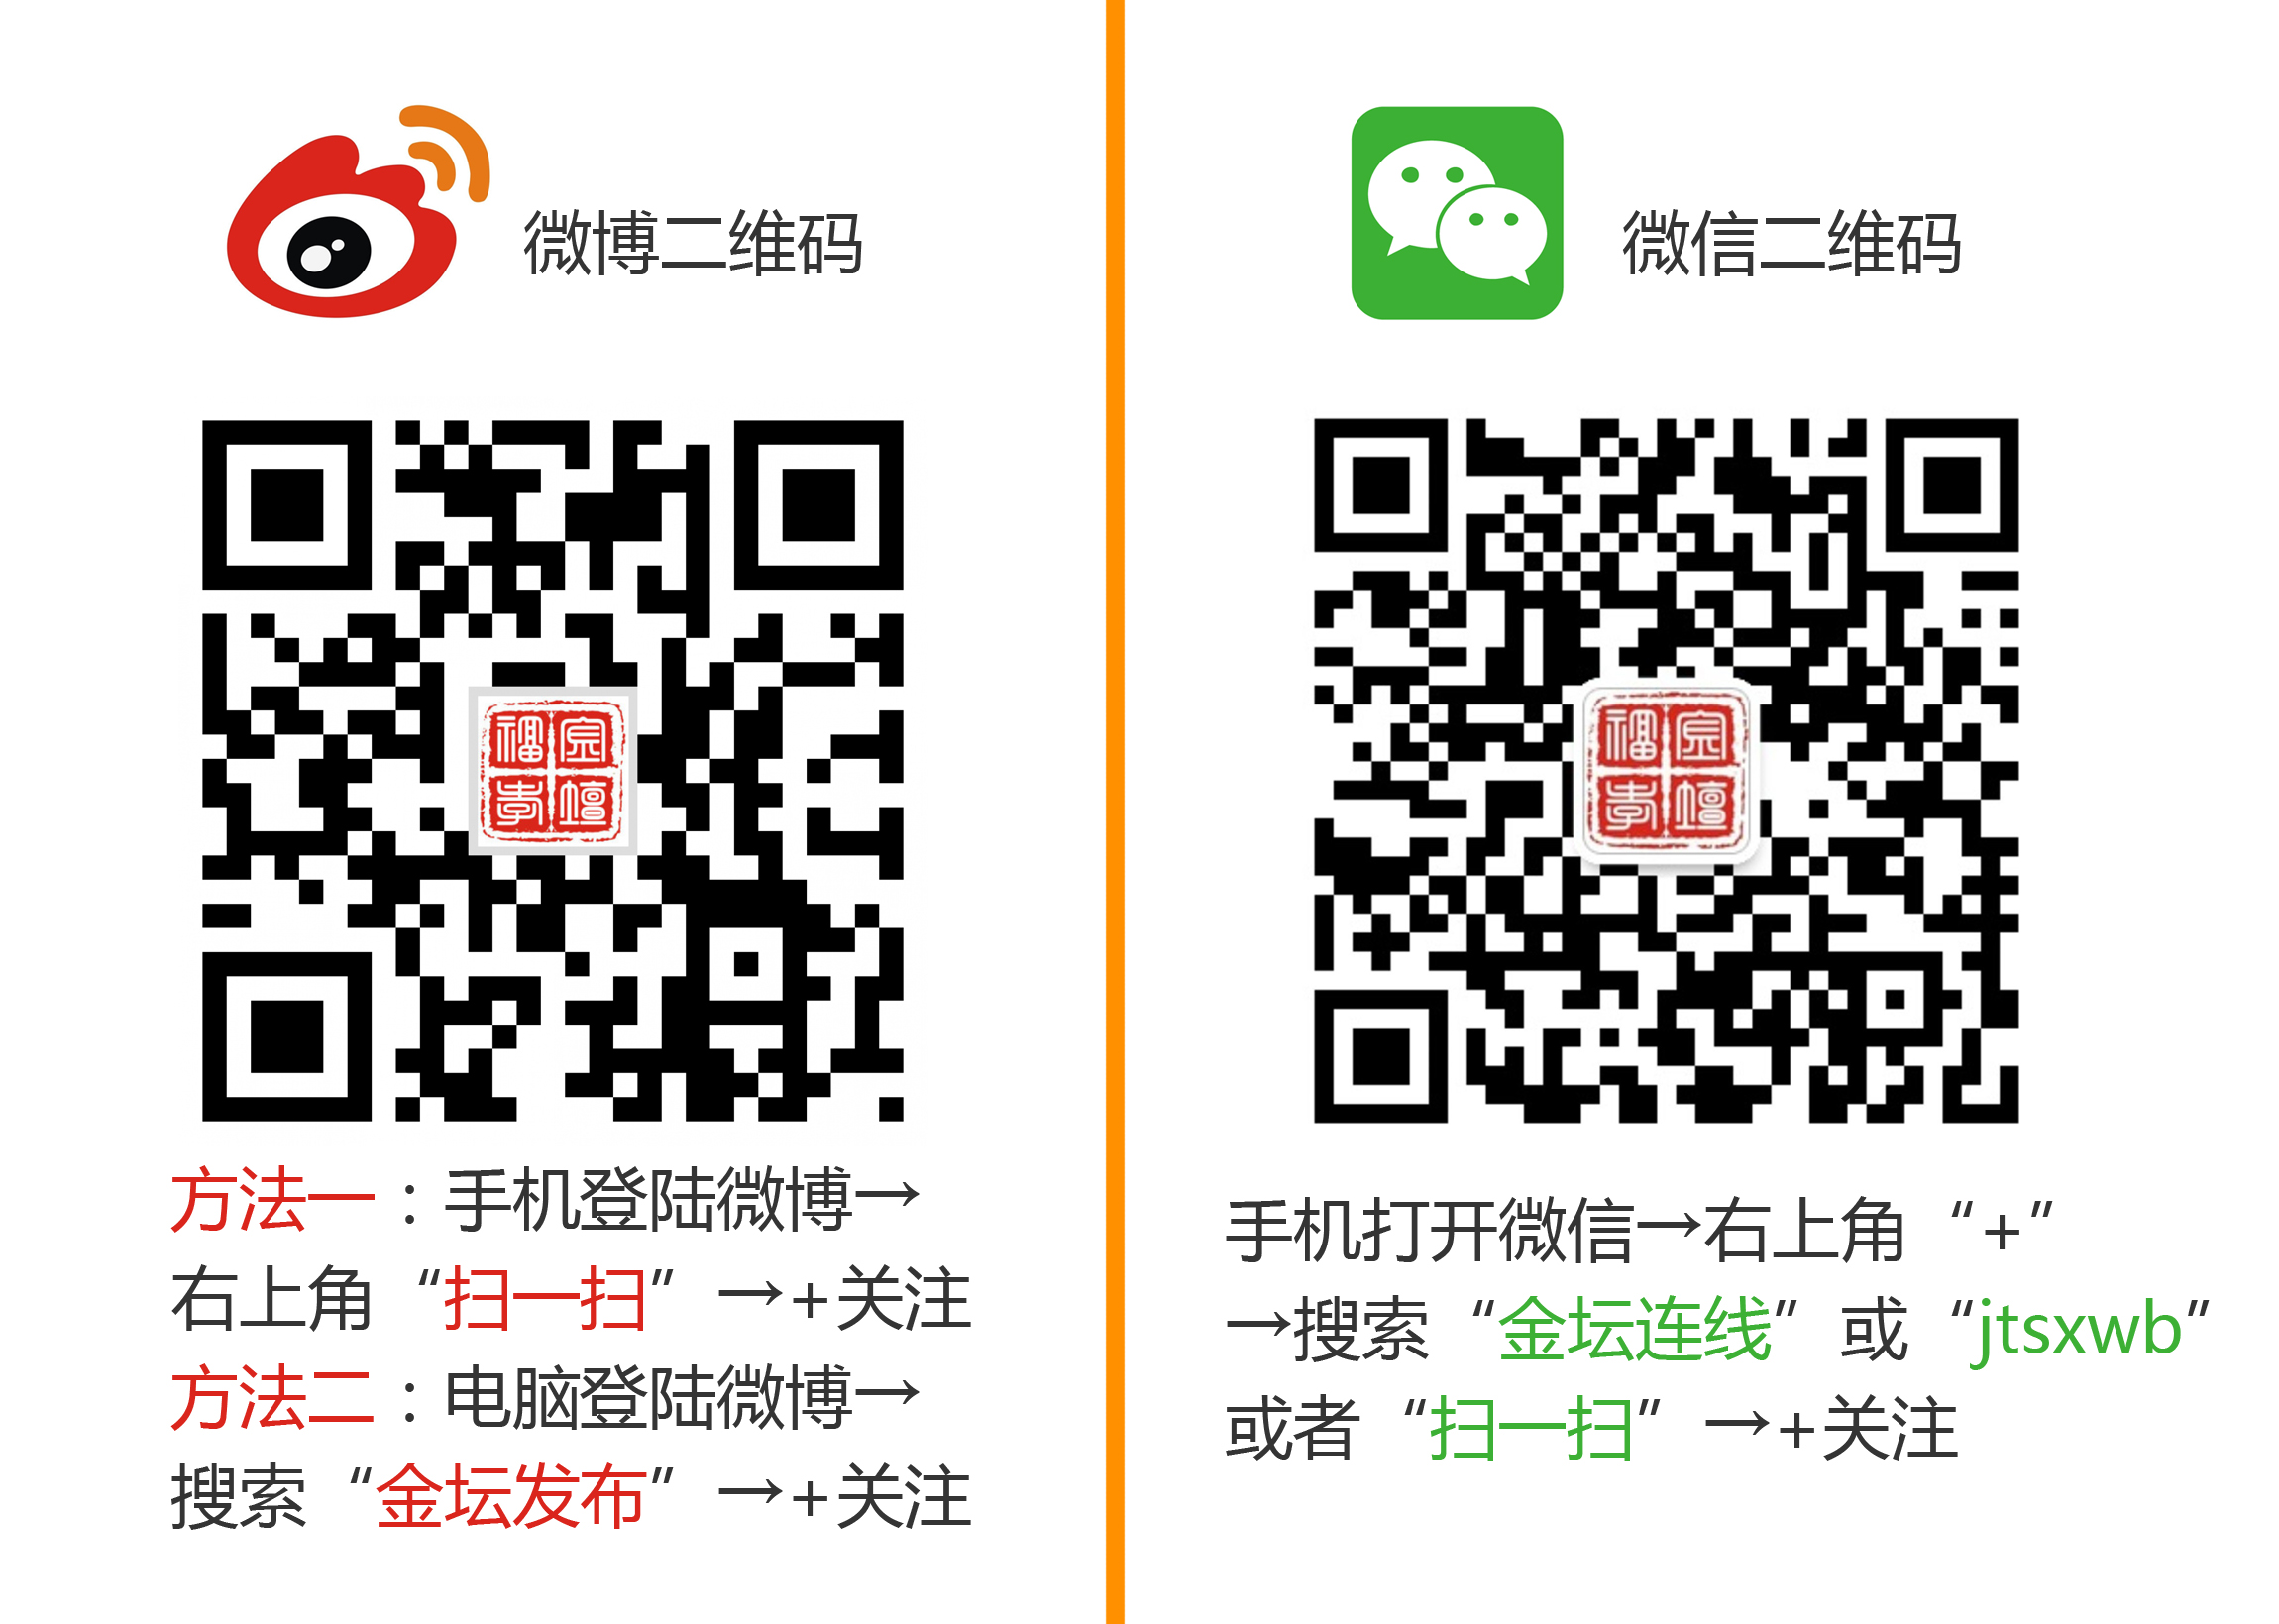 微博二维码
方法一：手机登陆微博→
右上角“扫一扫”→+关注
方法二：电脑登陆微博→
搜索“金坛发布”→+关注
微信二维码
手机打开微信→右上角“+”
→搜索“金坛连线”或“jtsxwb”
或者“扫一扫”→+关注